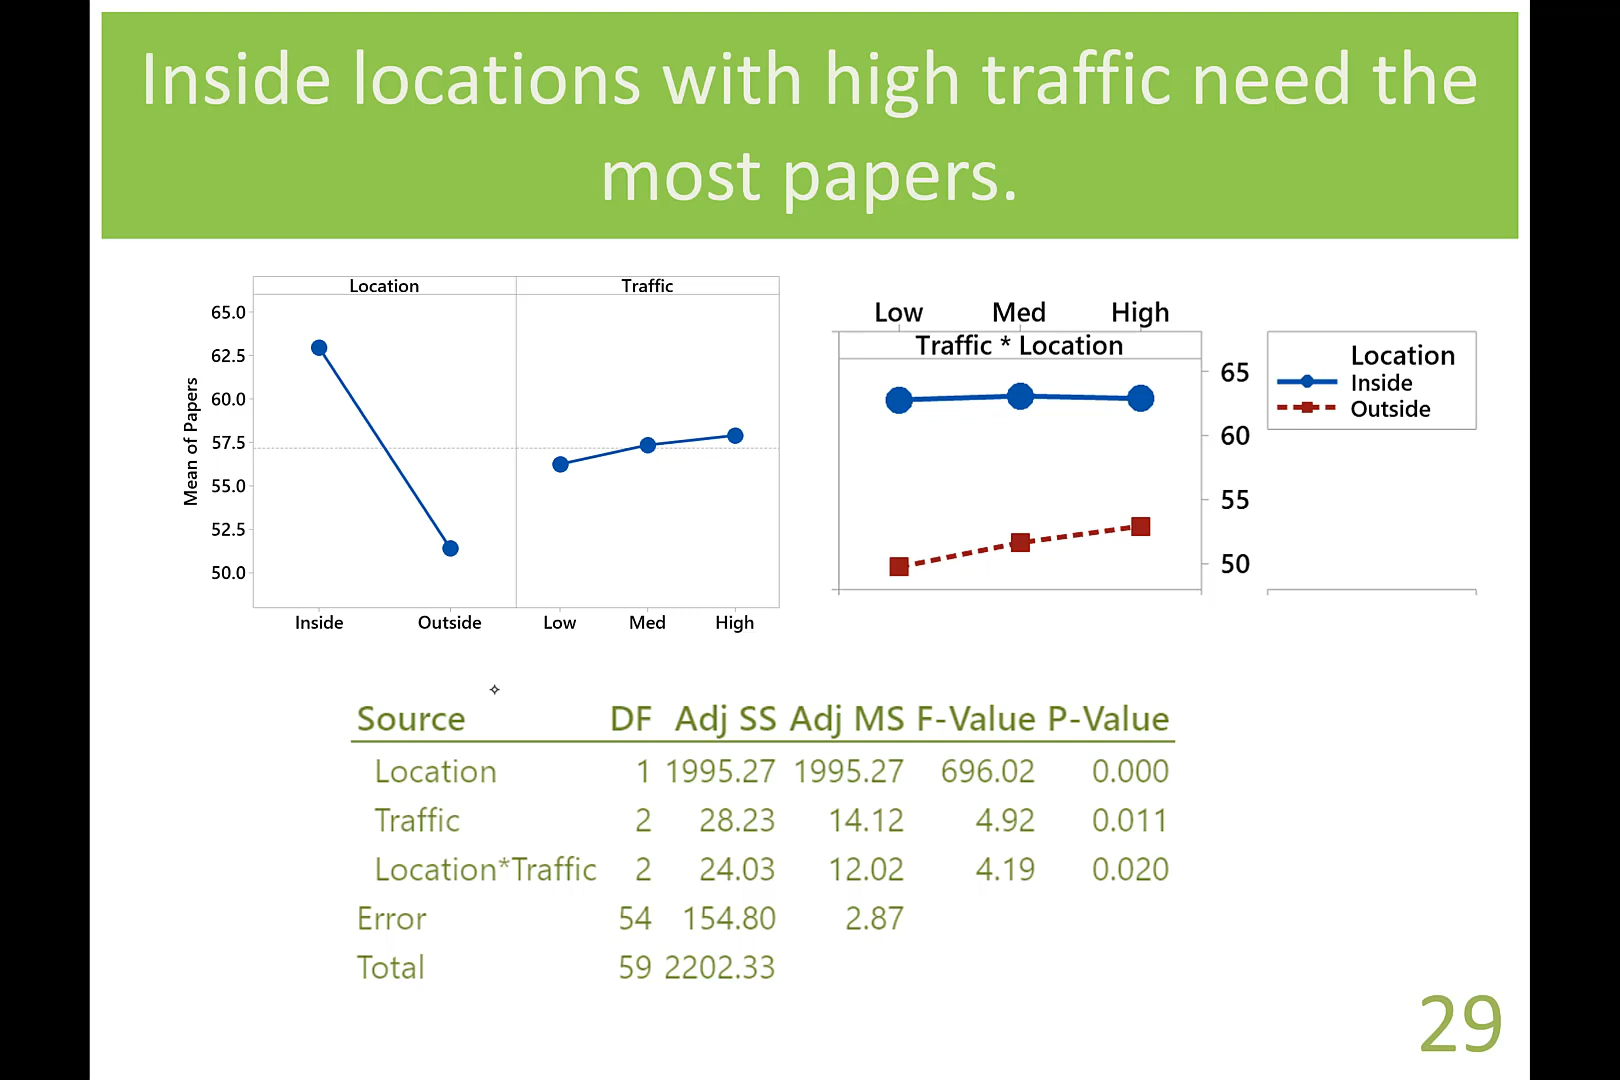 Inside locations with high traffic need the
most papers.
Location Traffic
65.0
62.5
60.0
57.5
55.0
52.5
50.0
Mean of Papers
Inside Outside Low Med High
Low Med High
Traffic * Location
65
60
55
50
Location
Inside
Outside
Source DF Adj SS Adj MS F-Value P-Value
Location 1 1995.27 1995.27 696.02 0.000
Traffic 2 28.23 14.12 4.92 0.011
Location*Traffic 2 24.03 12.02 4.19 0.020
Error 54 154.80 2.87
Total 59 2202.33
29